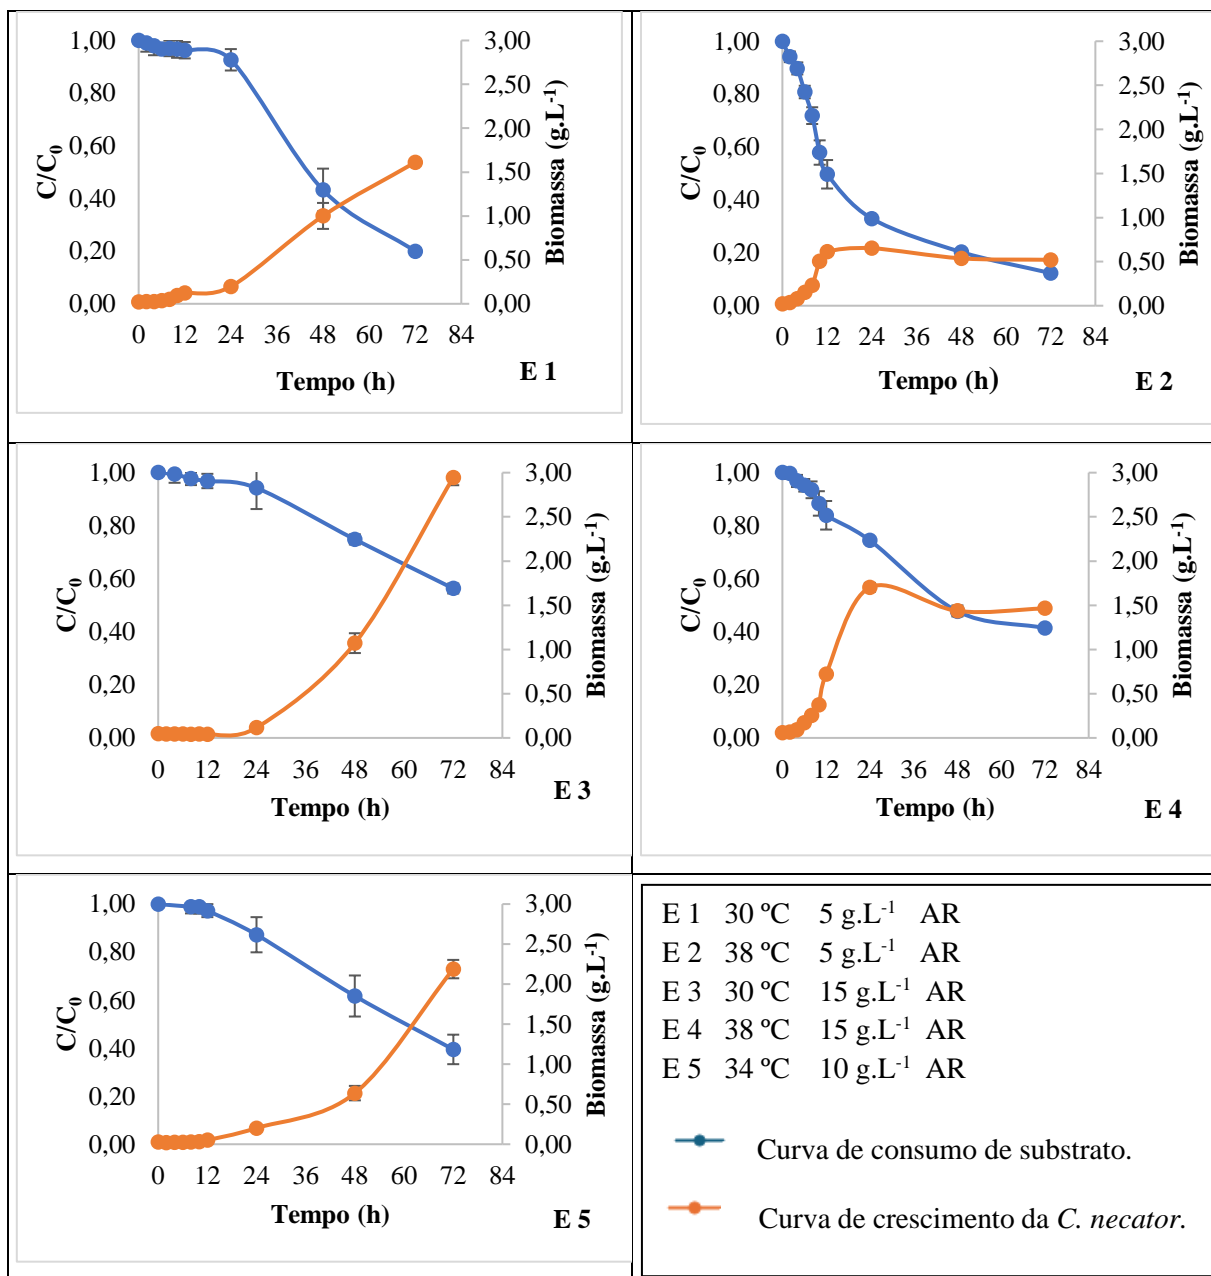 1,00
0,80
0,60
0,40
0,20
0,00
C/C0
3,00
2,50
2,00
1,50
1,00
0,50
0,00
Biomassa (g.L-1)
0 12 24 36 48 60 72 84
Tempo (h)
E 1
1,00
0,80
0,60
0,40
0,20
0,00
C/C0
3,00
2,50
2,00
1,50
1,00
0,50
0,00
Biomassa (g.L-1)
0 12 24 36 48 60 72 84
Tempo (h)
E 2
1,00
0,80
0,60
0,40
0,20
0,00
C/C0
3,00
2,50
2,00
1,50
1,00
0,50
0,00
Biomassa (g.L-1)
0 12 24 36 48 60 72 84
Tempo (h)
E 3
1,00
0,80
0,60
0,40
0,20
0,00
C/C0
3,00
2,50
2,00
1,50
1,00
0,50
0,00
Biomassa (g.L-1)
0 12 24 36 48 60 72 84
Tempo (h)
E 4
1,00
0,80
0,60
0,40
0,20
0,00
C/C0
3,00
2,50
2,00
1,50
1,00
0,50
0,00
Biomassa (g.L-1)
0 12 24 36 48 60 72 84
Tempo (h)
E 5
E 1 30 ºC 5 g.L-1 AR
E 2 38 ºC 5 g.L-1 AR
E 3 30 ºC 15 g.L-1 AR
E 4 38 ºC 15 g.L-1 AR
E 5 34 ºC 10 g.L-1 AR
Curva de consumo de substrato.
Curva de crescimento da C. necator.